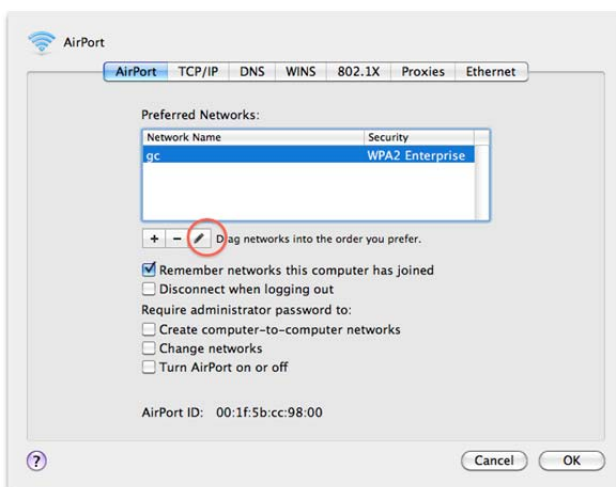 AirPort
AirPort TCP/IP DNS WINS 802.1X Proxies Ethernet
Preferred Networks:
Network Name Security
gc WPA2 Enterprise
+ − Drag networks into the order you prefer.
Remember networks this computer has joined
Disconnect when logging out
Require administrator password to:
Create computer-to-computer networks
Change networks
Turn AirPort on or off
AirPort ID: 00:1f:5b:cc:98:00
? Cancel OK